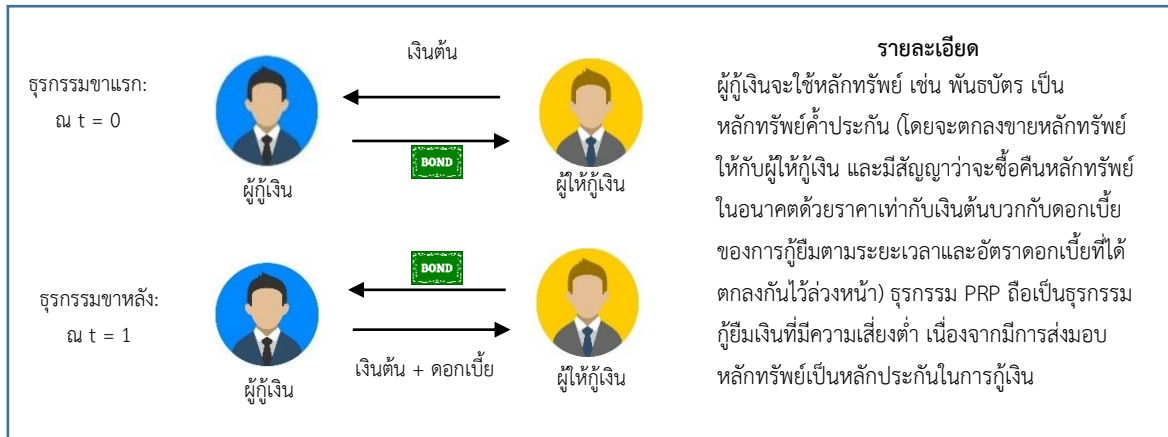 เงินต้น
ธุรกรรมขาแรก:
ณ t = 0
BOND
ผู้กู้เงิน
ผู้ให้กู้เงิน
BOND
ธุรกรรมขาหลัง:
ณ t = 1
เงินต้น + ดอกเบี้ย
ผู้กู้เงิน
ผู้ให้กู้เงิน
รายละเอียด
ผู้กู้เงินจะใช้หลักทรัพย์ เช่น พันธบัตร เป็น
หลักทรัพย์ค้ำประกัน (โดยจะตกลงขายหลักทรัพย์
ให้กับผู้ให้กู้เงิน และมีสัญญาว่าจะซื้อคืนหลักทรัพย์
ในอนาคตด้วยราคาเท่ากับเงินต้นบวกกับดอกเบี้ย
ของการกู้ยืมตามระยะเวลาและอัตราดอกเบี้ยที่ได้
ตกลงกันไว้ล่วงหน้า) ธุรกรรม PRP ถือเป็นธุรกรรม
กู้ยืมเงินที่มีความเสี่ยงต่ำ เนื่องจากมีการส่งมอบ
หลักทรัพย์เป็นหลักประกันในการกู้เงิน